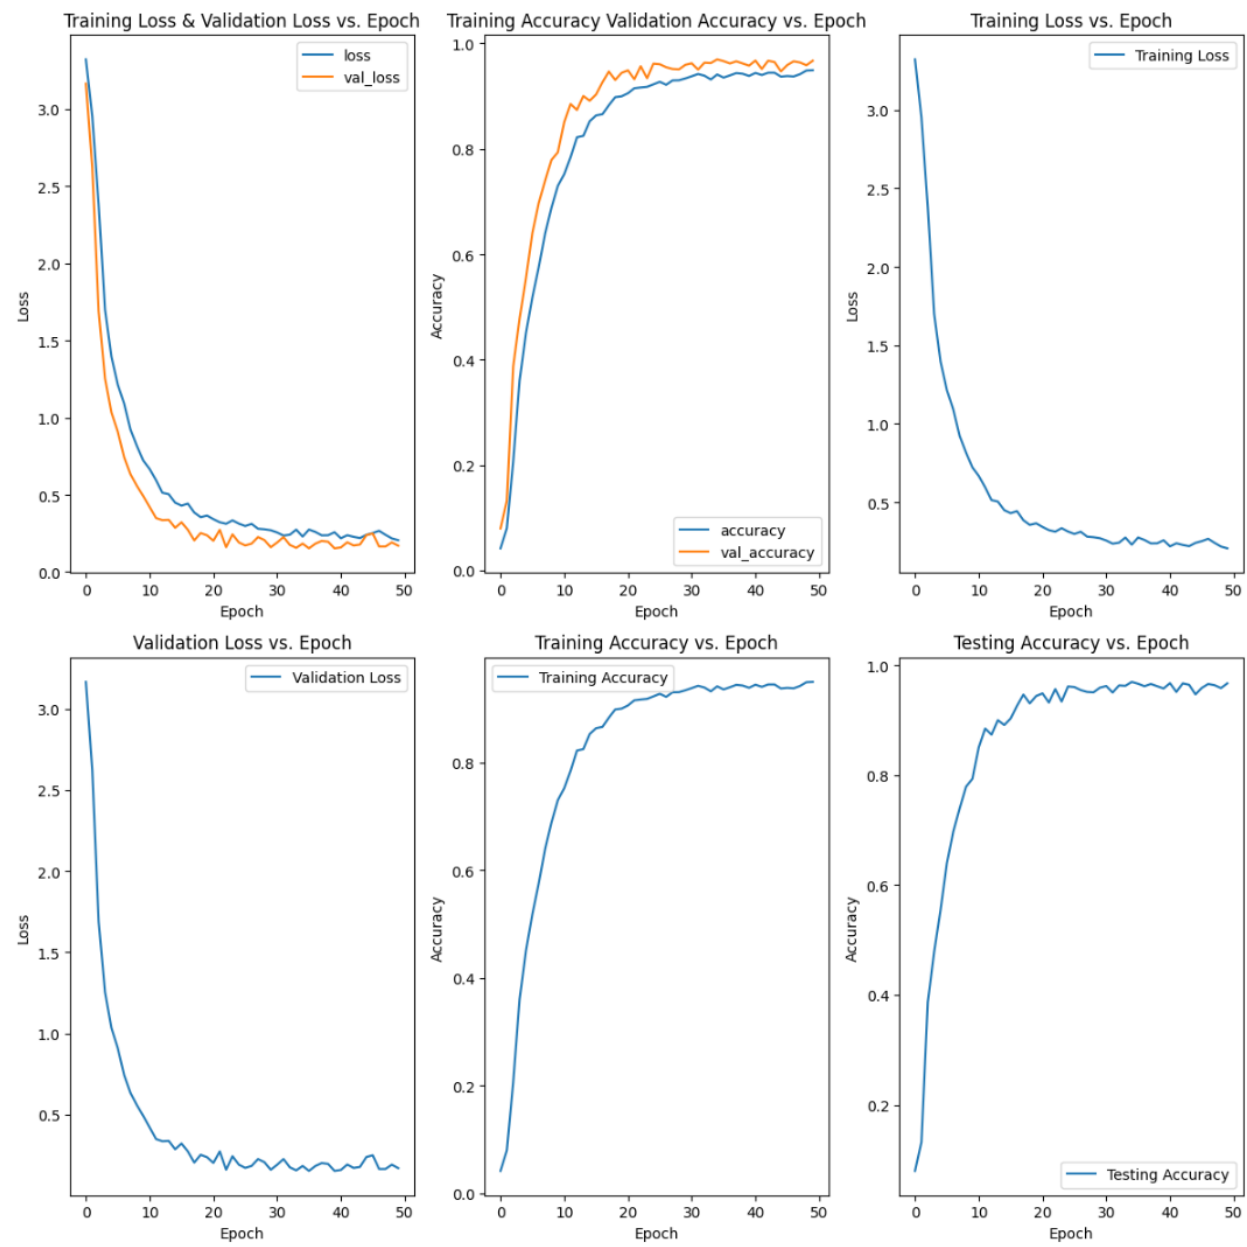 Training Loss & Validation Loss vs. Epoch
loss
val_loss
3.0
2.5
2.0
1.5
1.0
0.5
0.0
Loss
0 10 20 30 40 50
Epoch
Training Accuracy Validation Accuracy vs. Epoch
1.0
0.8
0.6
0.4
0.2
0.0
Accuracy
accuracy
val_accuracy
0 10 20 30 40 50
Epoch
Training Loss vs. Epoch
Training Loss
3.0
2.5
2.0
1.5
1.0
0.5
Loss
0 10 20 30 40 50
Epoch
Validation Loss vs. Epoch
Validation Loss
3.0
2.5
2.0
1.5
1.0
0.5
Loss
0 10 20 30 40 50
Epoch
Training Accuracy vs. Epoch
Training Accuracy
0.8
0.6
0.4
0.2
0.0
Accuracy
0 10 20 30 40 50
Epoch
Testing Accuracy vs. Epoch
1.0
0.8
0.6
0.4
0.2
Accuracy
Testing Accuracy
0 10 20 30 40 50
Epoch